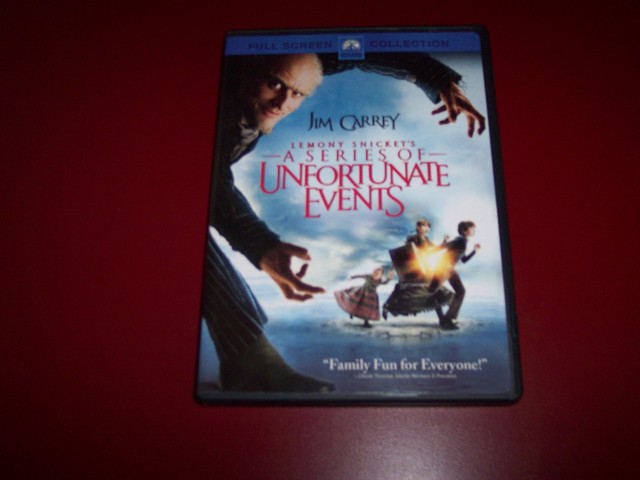 FULL SCREEN COLLECTION
JIM CARREY
LEMONY SNICKET'S
A SERIES OF
UNFORTUNATE
EVENTS
"Family Fun for Everyone!"